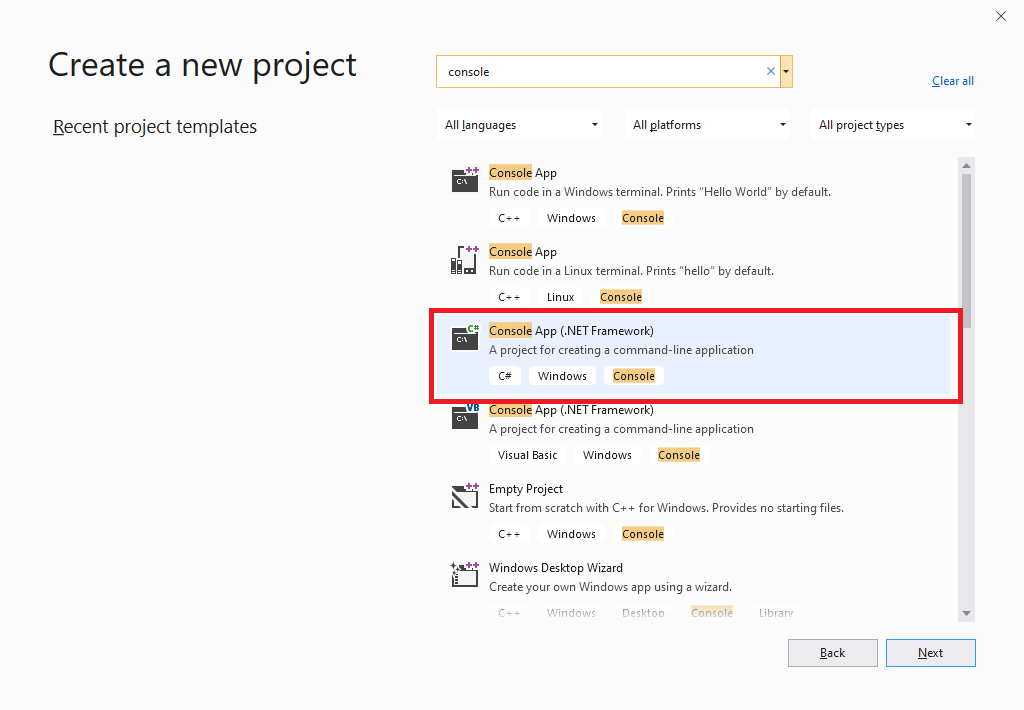 Create a new project
console
Clear all
Recent project templates
All languages
All platforms
All project types
++
C:\
Console App
Run code in a Windows terminal. Prints “Hello World” by default.
C++ Windows Console
++
Console App
Run code in a Linux terminal. Prints “hello” by default.
C++ Linux Console
C#
C:\
Console App (.NET Framework)
A project for creating a command-line application
C# Windows Console
VB
C:\
Console App (.NET Framework)
A project for creating a command-line application
Visual Basic Windows Console
++
Empty Project
Start from scratch with C++ for Windows. Provides no starting files.
C++ Windows Console
++
Windows Desktop Wizard
Create your own Windows app using a wizard.
C++ Windows Desktop Console Library
Back
Next